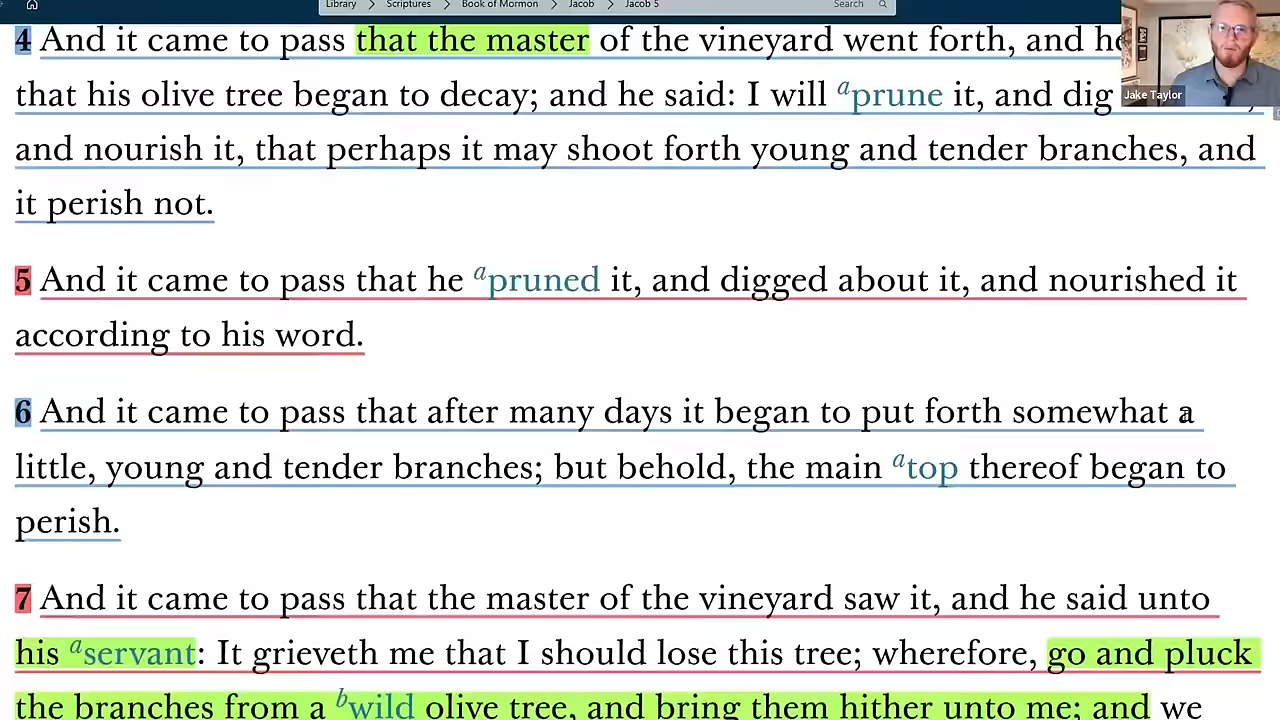 Library > Scriptures > Book of Mormon > Jacob > Jacob 5 Search
4 And it came to pass that the master of the vineyard went forth, and he
that his olive tree began to decay; and he said: I will a prune it, and dig
Jake Taylor
and nourish it, that perhaps it may shoot forth young and tender branches, and
it perish not.
5 And it came to pass that he a pruned it, and digged about it, and nourished it
according to his word.
6 And it came to pass that after many days it began to put forth somewhat a
little, young and tender branches; but behold, the main a top thereof began to
perish.
7 And it came to pass that the master of the vineyard saw it, and he said unto
his a servant: It grieveth me that I should lose this tree; wherefore, go and pluck
the branches from a b wild olive tree, and bring them hither unto me; and we